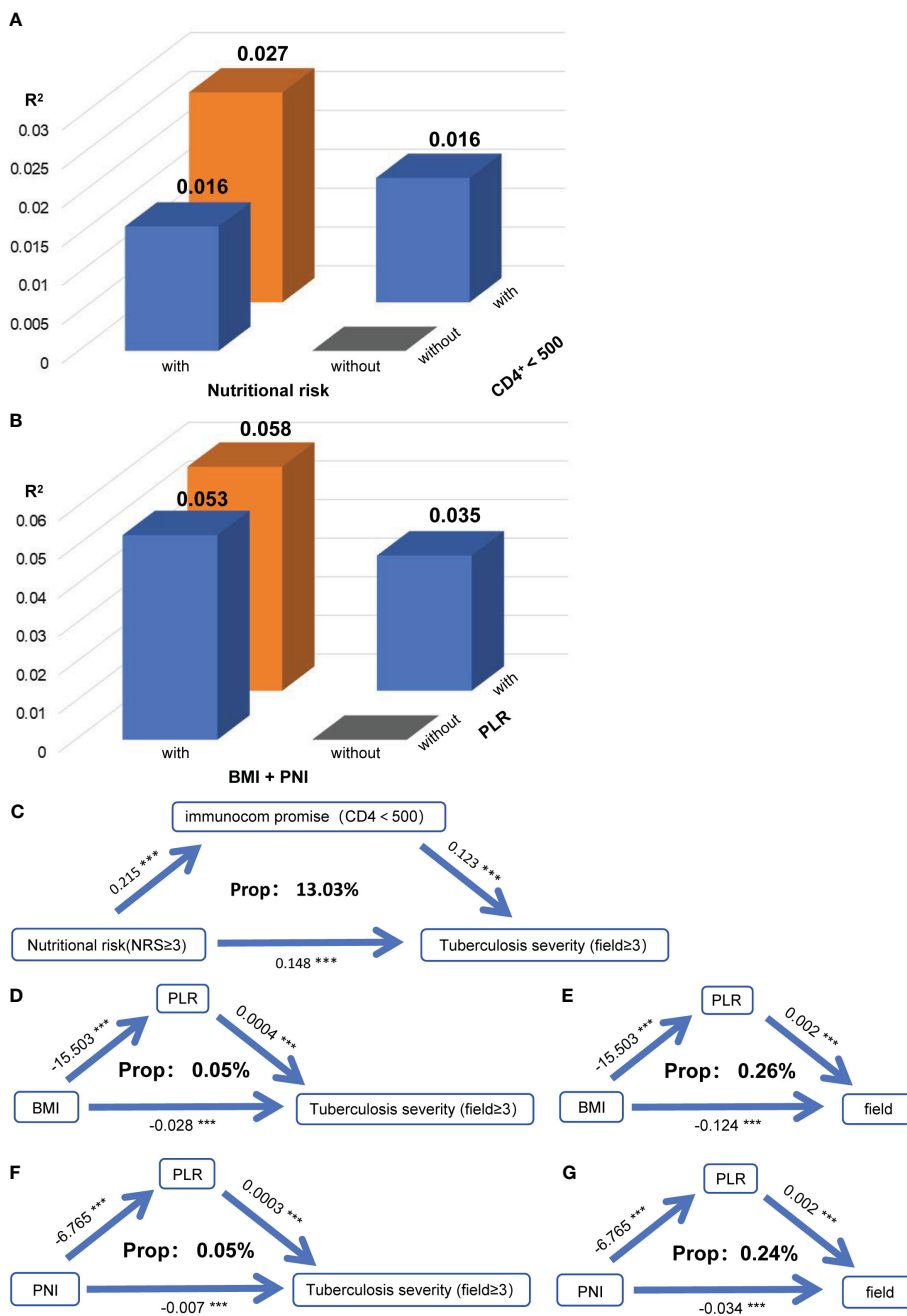 A
R²
0.027
0.016
0.016
0.03
0.025
0.02
0.015
0.01
0.005
0
with
without
without
with
Nutritional risk
CD4⁺ < 500
B
R²
0.058
0.053
0.035
0.06
0.05
0.04
0.03
0.02
0.01
0
with
without
without
with
PLR
BMI + PNI
C
immunocom promise（CD4 < 500）
0.215 ***
0.123 ***
Prop： 13.03%
Nutritional risk(NRS≥3)
Tuberculosis severity (field≥3)
0.148 ***
D
PLR
-15.503 ***
0.0004 ***
Prop： 0.05%
BMI
Tuberculosis severity (field≥3)
-0.028 ***
E
PLR
-15.503 ***
0.002 ***
Prop： 0.26%
BMI
field
-0.124 ***
F
PLR
-6.765 ***
0.0003 ***
Prop： 0.05%
PNI
Tuberculosis severity (field≥3)
-0.007 ***
G
PLR
-6.765 ***
0.002 ***
Prop： 0.24%
PNI
field
-0.034 ***